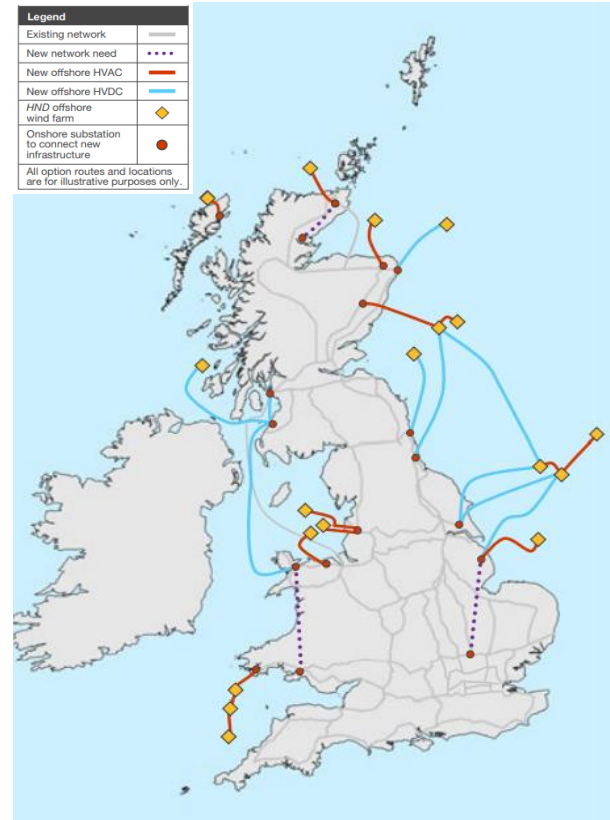 Legend
Existing network
New network need
New offshore HVAC
New offshore HVDC
HND offshore
wind farm
Onshore substation
to connect new
infrastructure
All option routes and locations
are for illustrative purposes only.